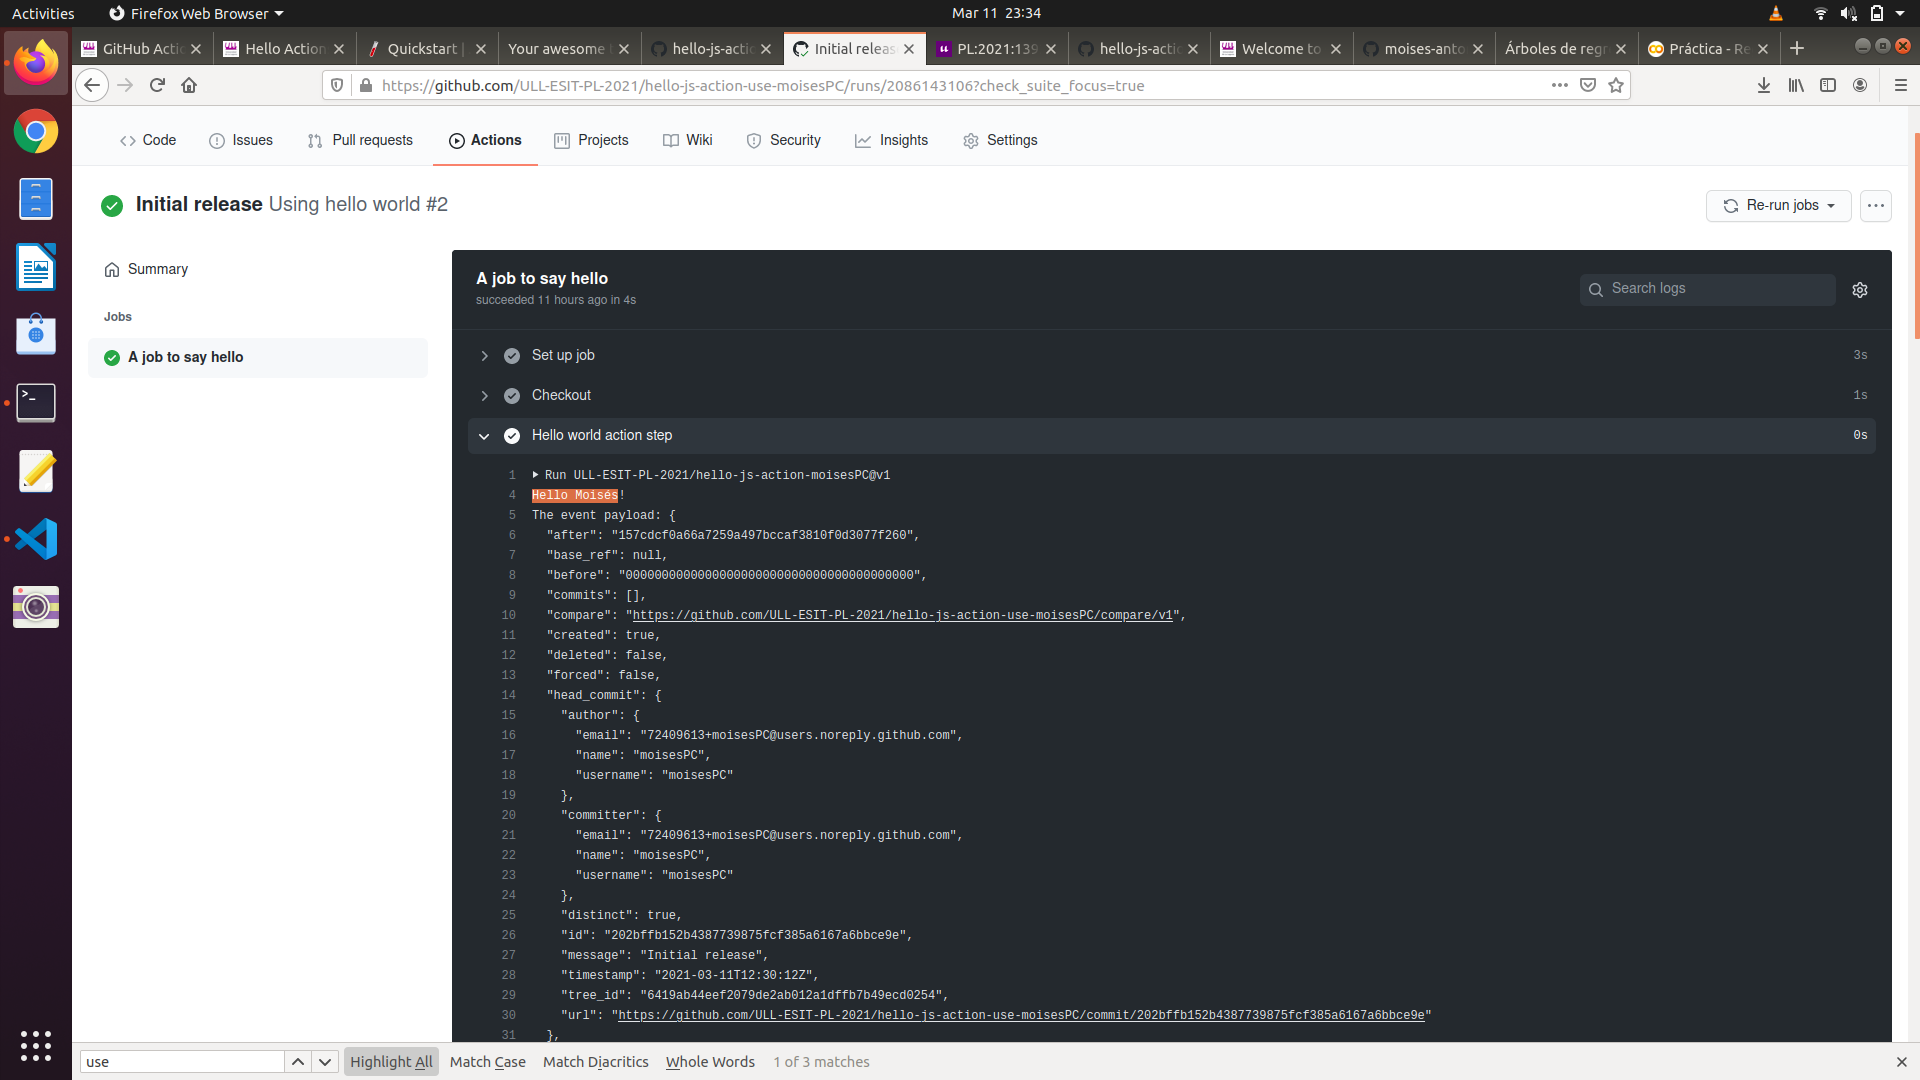 Activities
Firefox Web Browser
Mar 11 23:34
GitHub Actio
Hello Action
Quickstart |
Your awesome
hello-js-actio
Initial releas
PL:2021:139
hello-js-actio
Welcome to
moises-anto
Árboles de regr
Práctica - Re
https://github.com/ULL-ESIT-PL-2021/hello-js-action-use-moisesPC/runs/2086143106?check_suite_focus=true
Code
Issues
Pull requests
Actions
Projects
Wiki
Security
Insights
Settings
Initial release Using hello world #2
Re-run jobs
Summary
Jobs
A job to say hello
A job to say hello
succeeded 11 hours ago in 4s
Search logs
Set up job 3s
Checkout 1s
Hello world action step 0s
1 Run ULL-ESIT-PL-2021/hello-js-action-moisesPC@v1
4 Hello Moisés!
5 The event payload: {
6 "after": "157cdcf0a66a7259a497bccaf3810f0d3077f260",
7 "base_ref": null,
8 "before": "0000000000000000000000000000000000000000",
9 "commits": [],
10 "compare": "https://github.com/ULL-ESIT-PL-2021/hello-js-action-use-moisesPC/compare/v1",
11 "created": true,
12 "deleted": false,
13 "forced": false,
14 "head_commit": {
15 "author": {
16 "email": "72409613+moisesPC@users.noreply.github.com",
17 "name": "moisesPC",
18 "username": "moisesPC"
19 },
20 "committer": {
21 "email": "72409613+moisesPC@users.noreply.github.com",
22 "name": "moisesPC",
23 "username": "moisesPC"
24 },
25 "distinct": true,
26 "id": "202bffb152b4387739875fcf385a6167a6bbce9e",
27 "message": "Initial release",
28 "timestamp": "2021-03-11T12:30:12Z",
29 "tree_id": "6419ab44eef2079de2ab012a1dffb7b49ecd0254",
30 "url": "https://github.com/ULL-ESIT-PL-2021/hello-js-action-use-moisesPC/commit/202bffb152b4387739875fcf385a6167a6bbce9e"
31 },
use
Highlight All
Match Case
Match Diacritics
Whole Words
1 of 3 matches